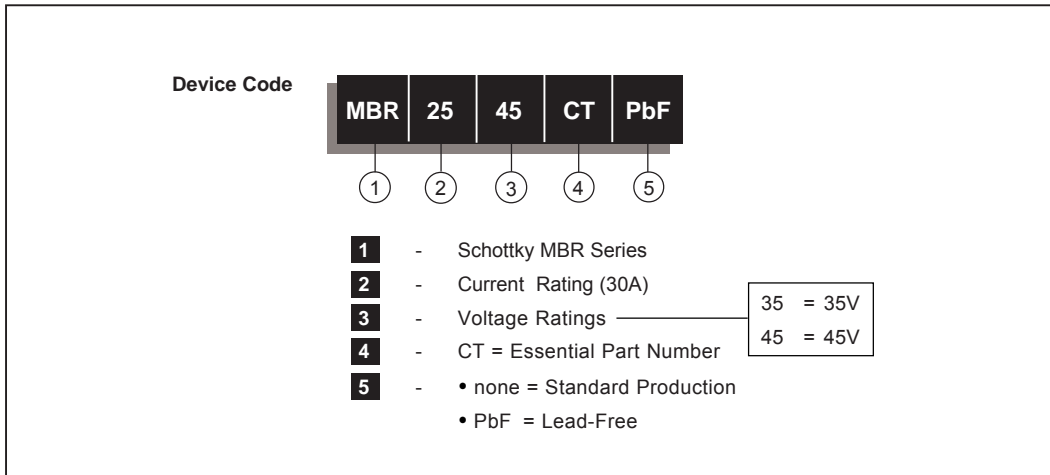 Device Code
MBR 25 45 CT PbF
1 2 3 4 5
1 - Schottky MBR Series
2 - Current Rating (30A)
3 - Voltage Ratings
35 = 35V
45 = 45V
4 - CT = Essential Part Number
5 - • none = Standard Production
• PbF = Lead-Free